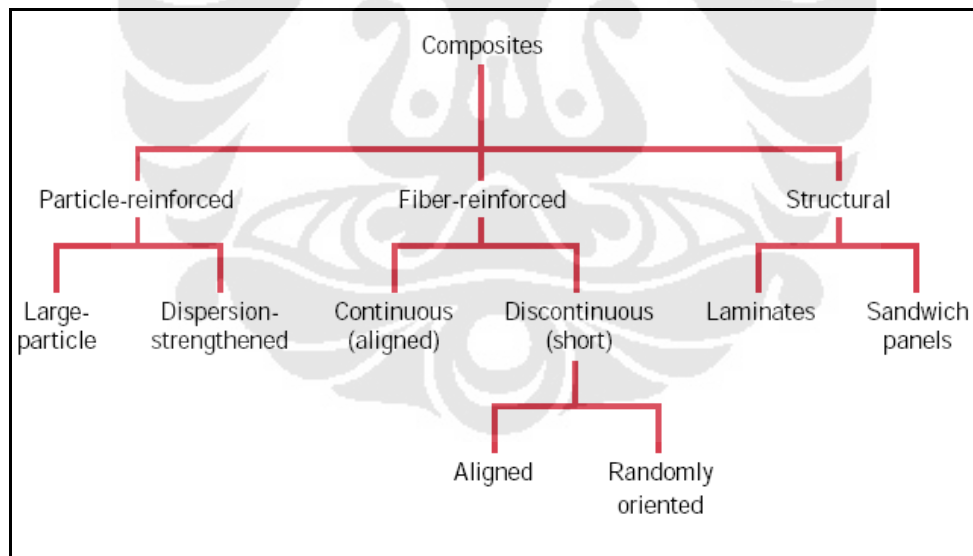 Composites
Particle-reinforced
Fiber-reinforced
Structural
Large-
particle
Dispersion-
strengthened
Continuous
(aligned)
Discontinuous
(short)
Laminates
Sandwich
panels
Aligned
Randomly
oriented